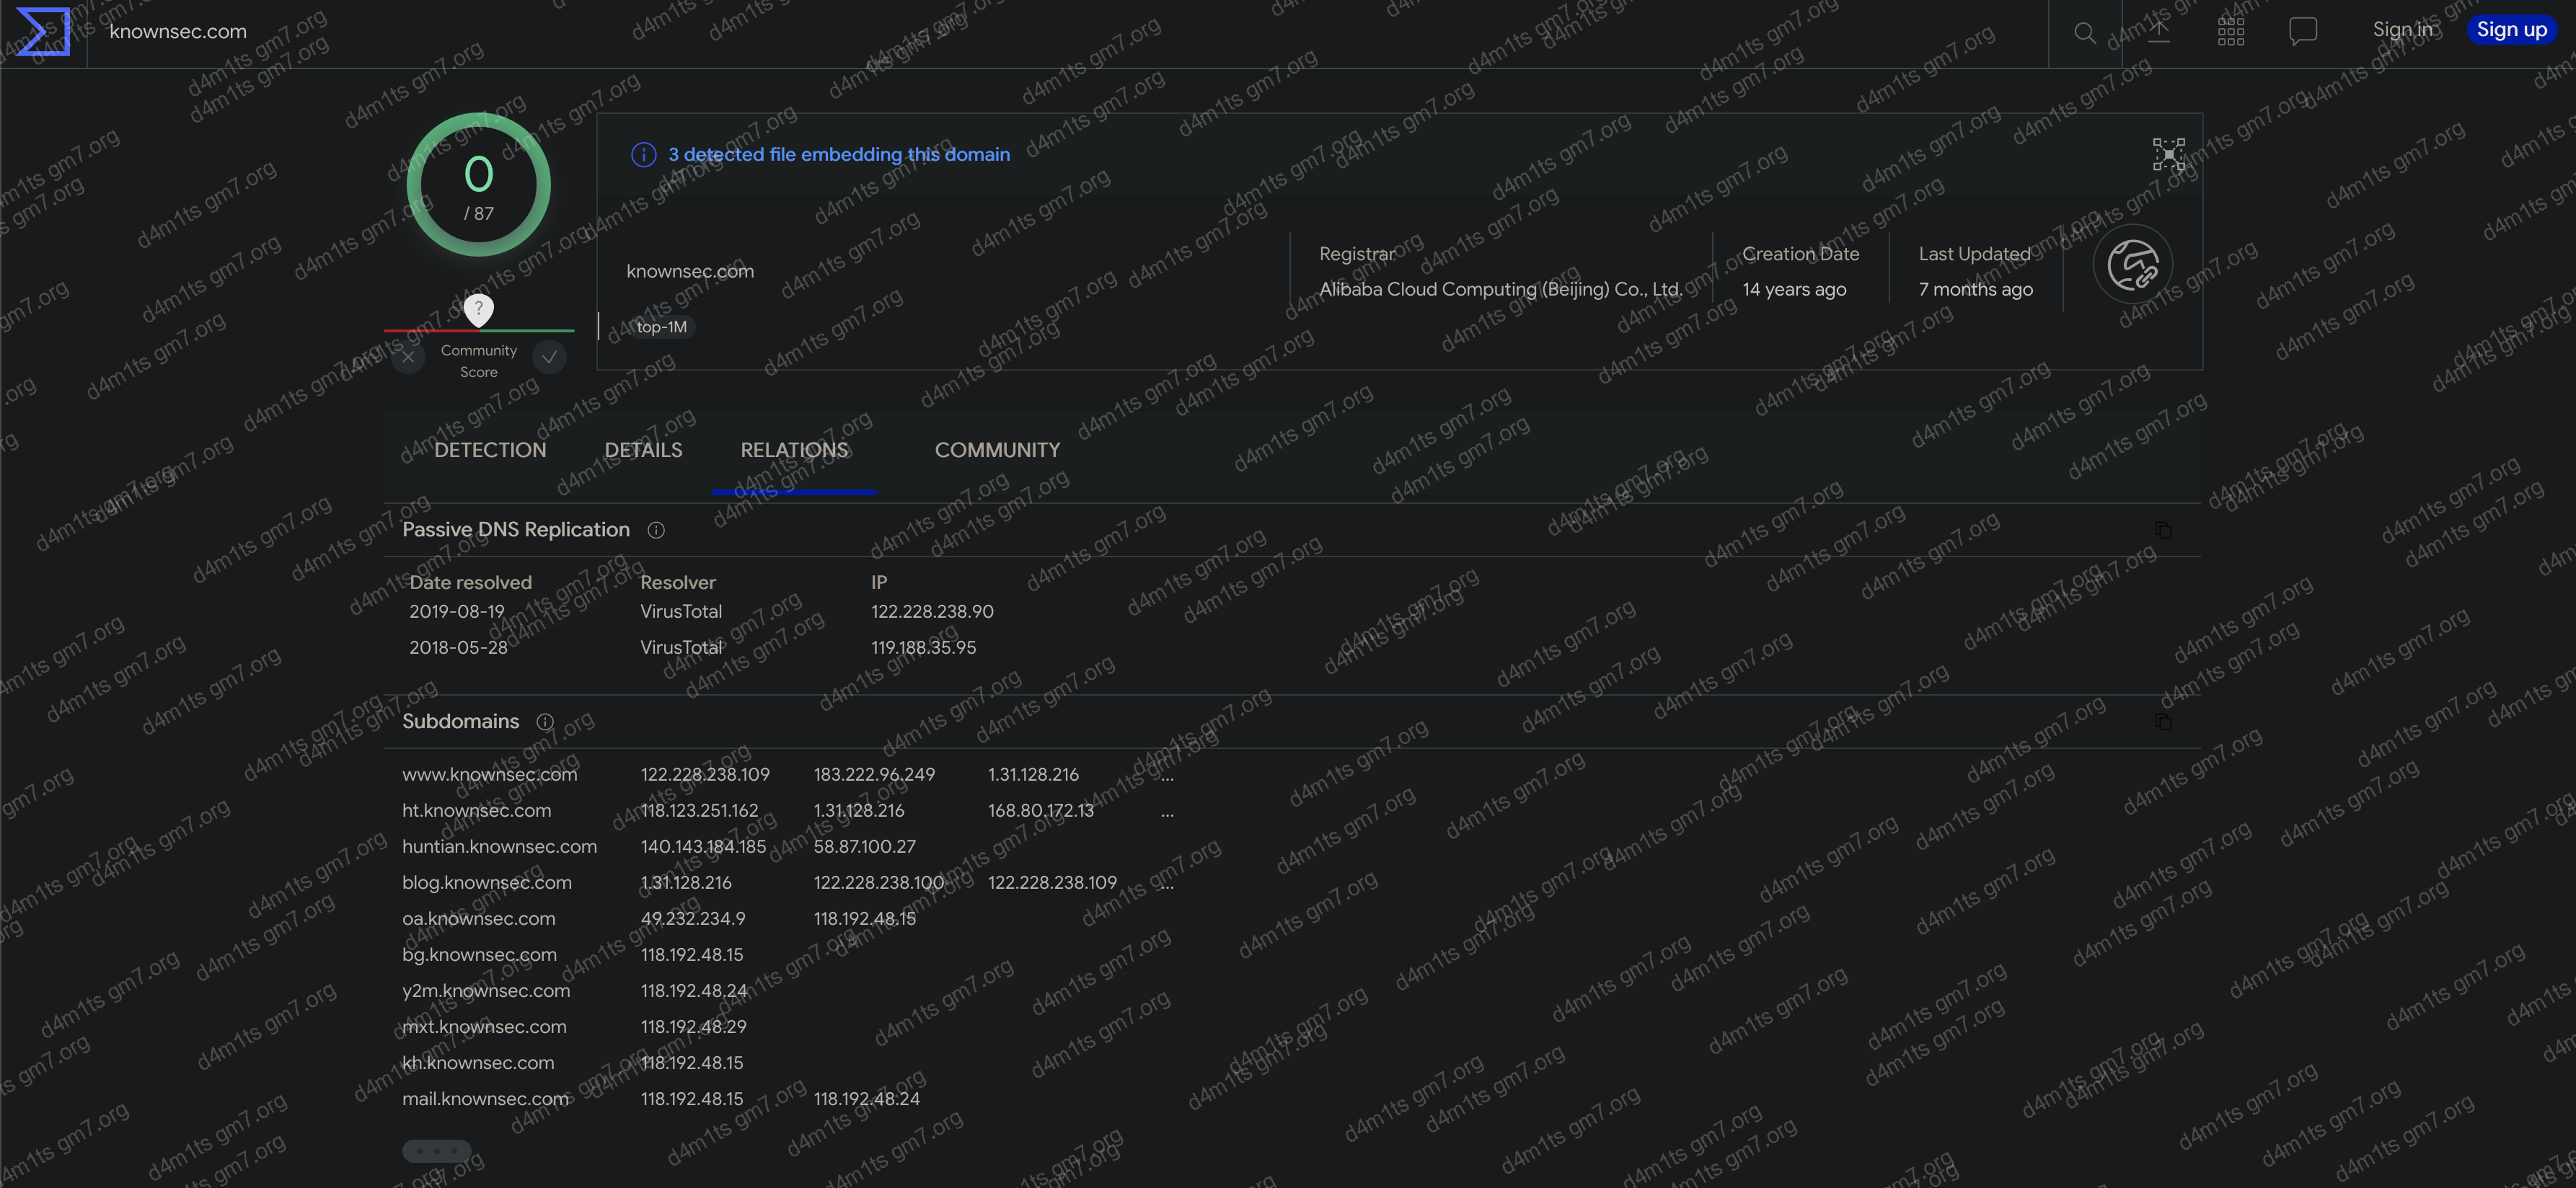 knownsec.com
Sign in
Sign up
0
/ 87
?
Community
Score
3 detected file embedding this domain
knownsec.com
top-1M
Registrar
Alibaba Cloud Computing (Beijing) Co., Ltd.
Creation Date
14 years ago
Last Updated
7 months ago
DETECTION DETAILS RELATIONS COMMUNITY
Passive DNS Replication
Date resolved Resolver IP
2019-08-19 VirusTotal 122.228.238.90
2018-05-28 VirusTotal 119.188.35.95
Subdomains
www.knownsec.com 122.228.238.109 183.222.96.249 1.31.128.216 ...
ht.knownsec.com 118.123.251.162 1.31.128.216 168.80.172.13 ...
huntian.knownsec.com 140.143.184.185 58.87.100.27
blog.knownsec.com 1.31.128.216 122.228.238.100 122.228.238.109 ...
oa.knownsec.com 49.232.234.9 118.192.48.15
bg.knownsec.com 118.192.48.15
y2m.knownsec.com 118.192.48.24
mxt.knownsec.com 118.192.48.29
kh.knownsec.com 118.192.48.15
mail.knownsec.com 118.192.48.15 118.192.48.24
d4m1ts gm7.org